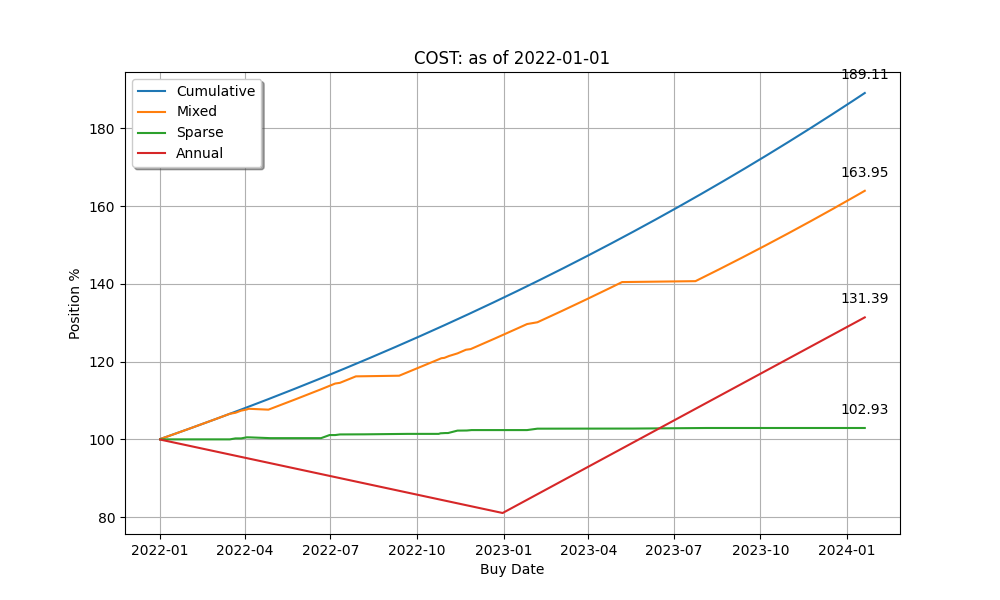 COST: as of 2022-01-01
Cumulative
Mixed
Sparse
Annual
189.11
163.95
131.39
102.93
Position %
180
160
140
120
100
80
2022-01
2022-04
2022-07
2022-10
2023-01
2023-04
2023-07
2023-10
2024-01
Buy Date